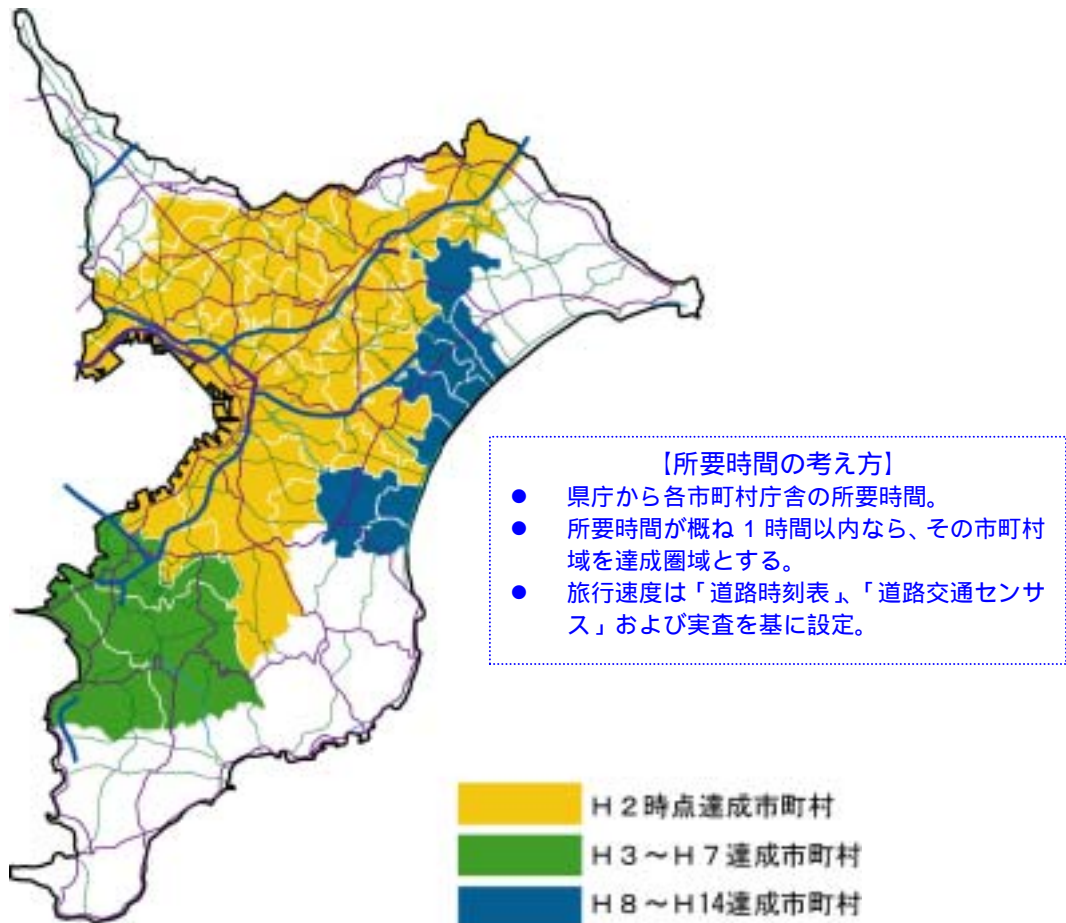 【所要時間の考え方】
● 県庁から各市町村庁舎の所要時間。
● 所要時間が概ね 1 時間以内なら、その市町村
域を達成圏域とする。
● 旅行速度は「道路時刻表」、「道路交通センサ
ス」および実査を基に設定。
H2時点達成市町村
H3～H7達成市町村
H8～H14達成市町村